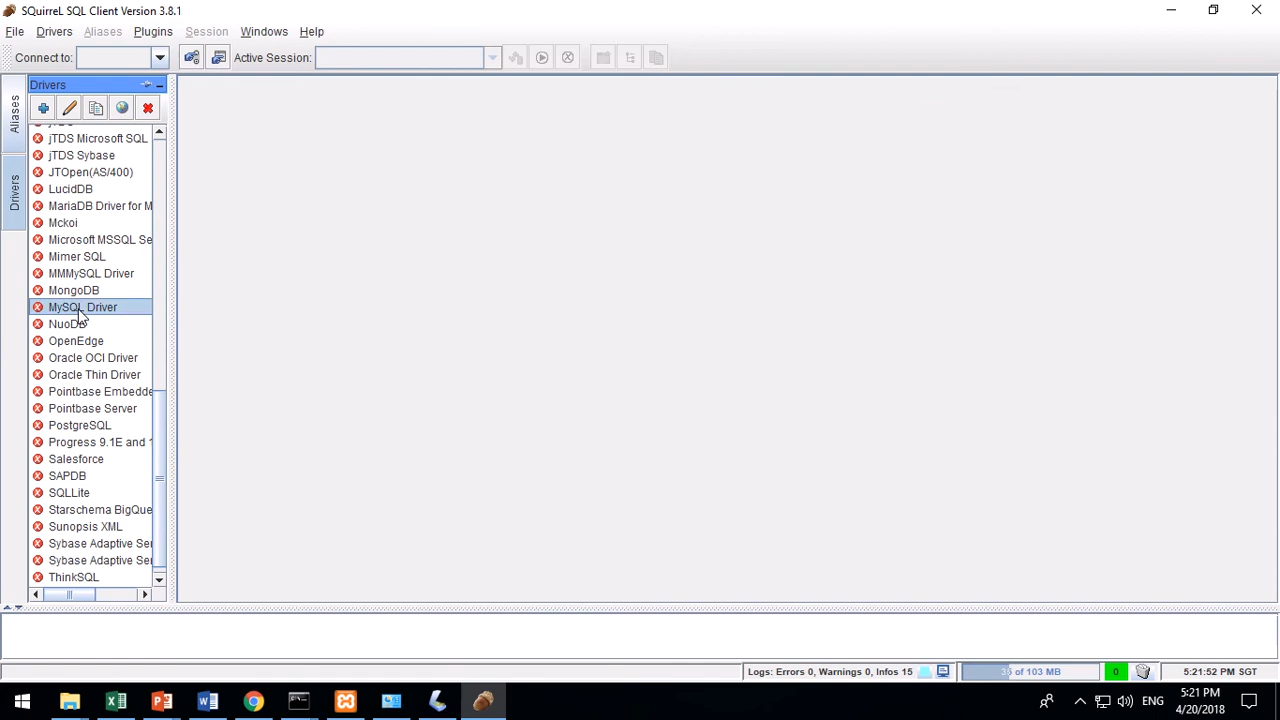 SQuirreL SQL Client Version 3.8.1
File Drivers Aliases Plugins Session Windows Help
Connect to: Active Session:
Drivers
Aliases
Drivers
jTDS Microsoft SQL
jTDS Sybase
JTOpen(AS/400)
LucidDB
MariaDB Driver for M
Mckoi
Microsoft MSSQL Se
Mimer SQL
MMMySQL Driver
MongoDB
MySQL Driver
NuoDB
OpenEdge
Oracle OCI Driver
Oracle Thin Driver
Pointbase Embedde
Pointbase Server
PostgreSQL
Progress 9.1E and 1
Salesforce
SAPDB
SQLLite
Starschema BigQue
Sunopsis XML
Sybase Adaptive Ser
Sybase Adaptive Ser
ThinkSQL
Logs: Errors 0, Warnings 0, Infos 15 of 103 MB 0 5:21:52 PM SGT
ENG 5:21 PM
4/20/2018